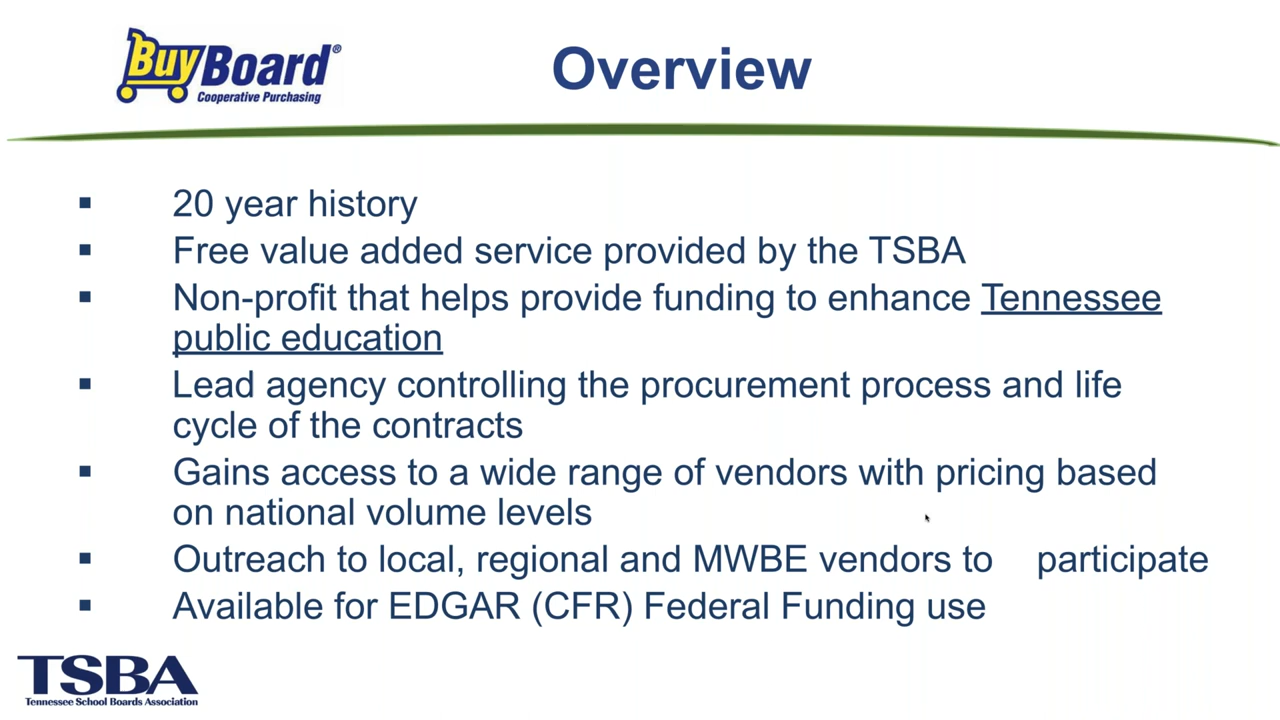 BuyBoard®
Cooperative Purchasing
Overview
▪ 20 year history
▪ Free value added service provided by the TSBA
▪ Non-profit that helps provide funding to enhance Tennessee
public education
▪ Lead agency controlling the procurement process and life
cycle of the contracts
▪ Gains access to a wide range of vendors with pricing based
on national volume levels
▪ Outreach to local, regional and MWBE vendors to participate
▪ Available for EDGAR (CFR) Federal Funding use
TSBA
Tennessee School Boards Association